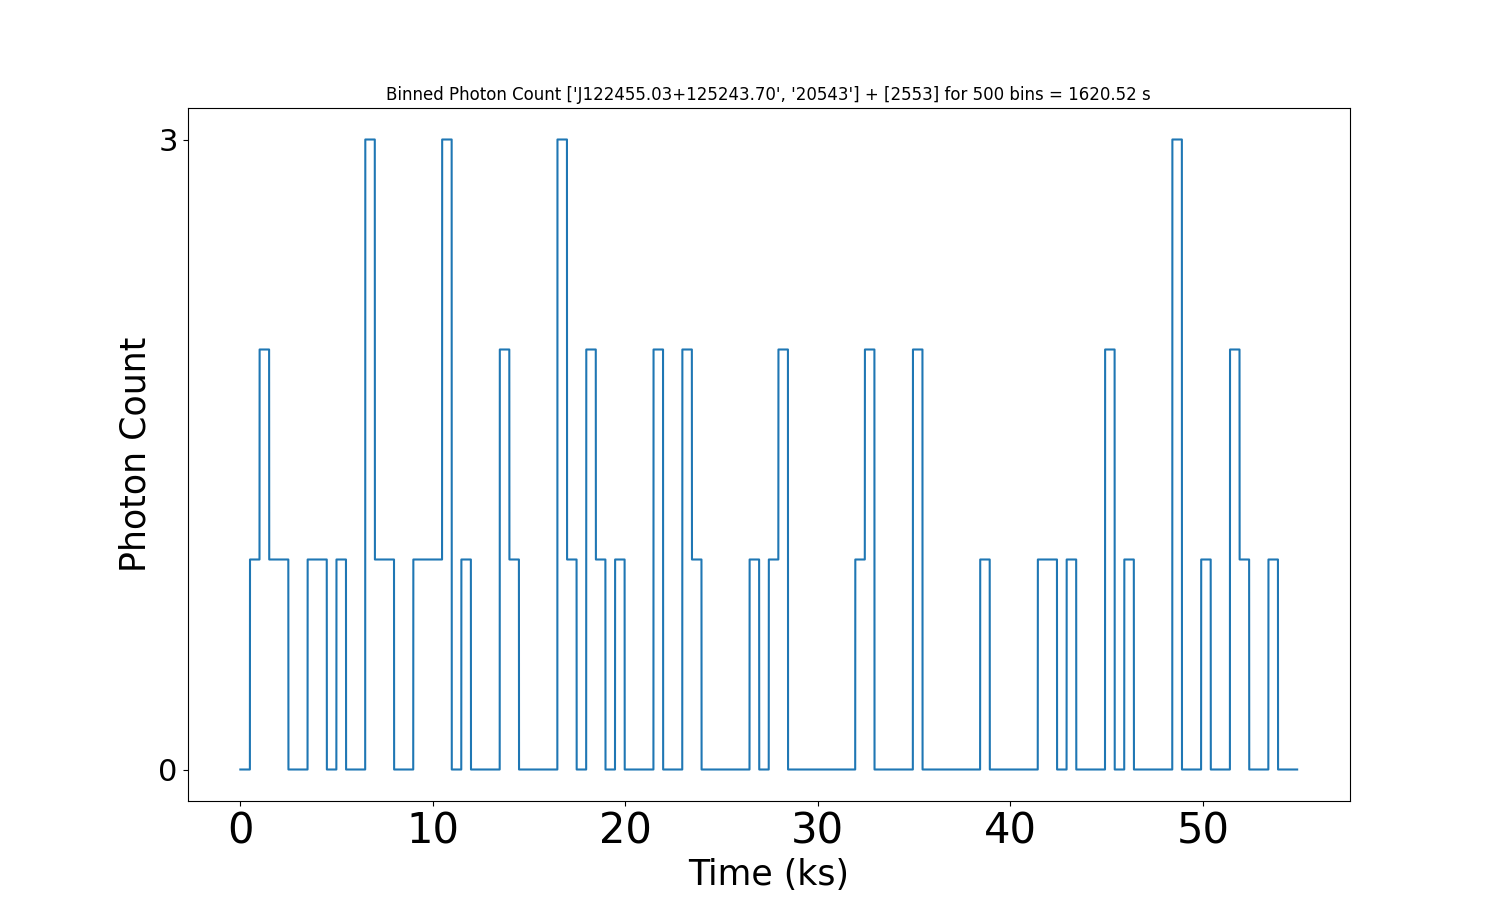 Binned Photon Count ['J122455.03+125243.70', '20543'] + [2553] for 500 bins = 1620.52 s
3
0
Photon Count
0 10 20 30 40 50
Time (ks)